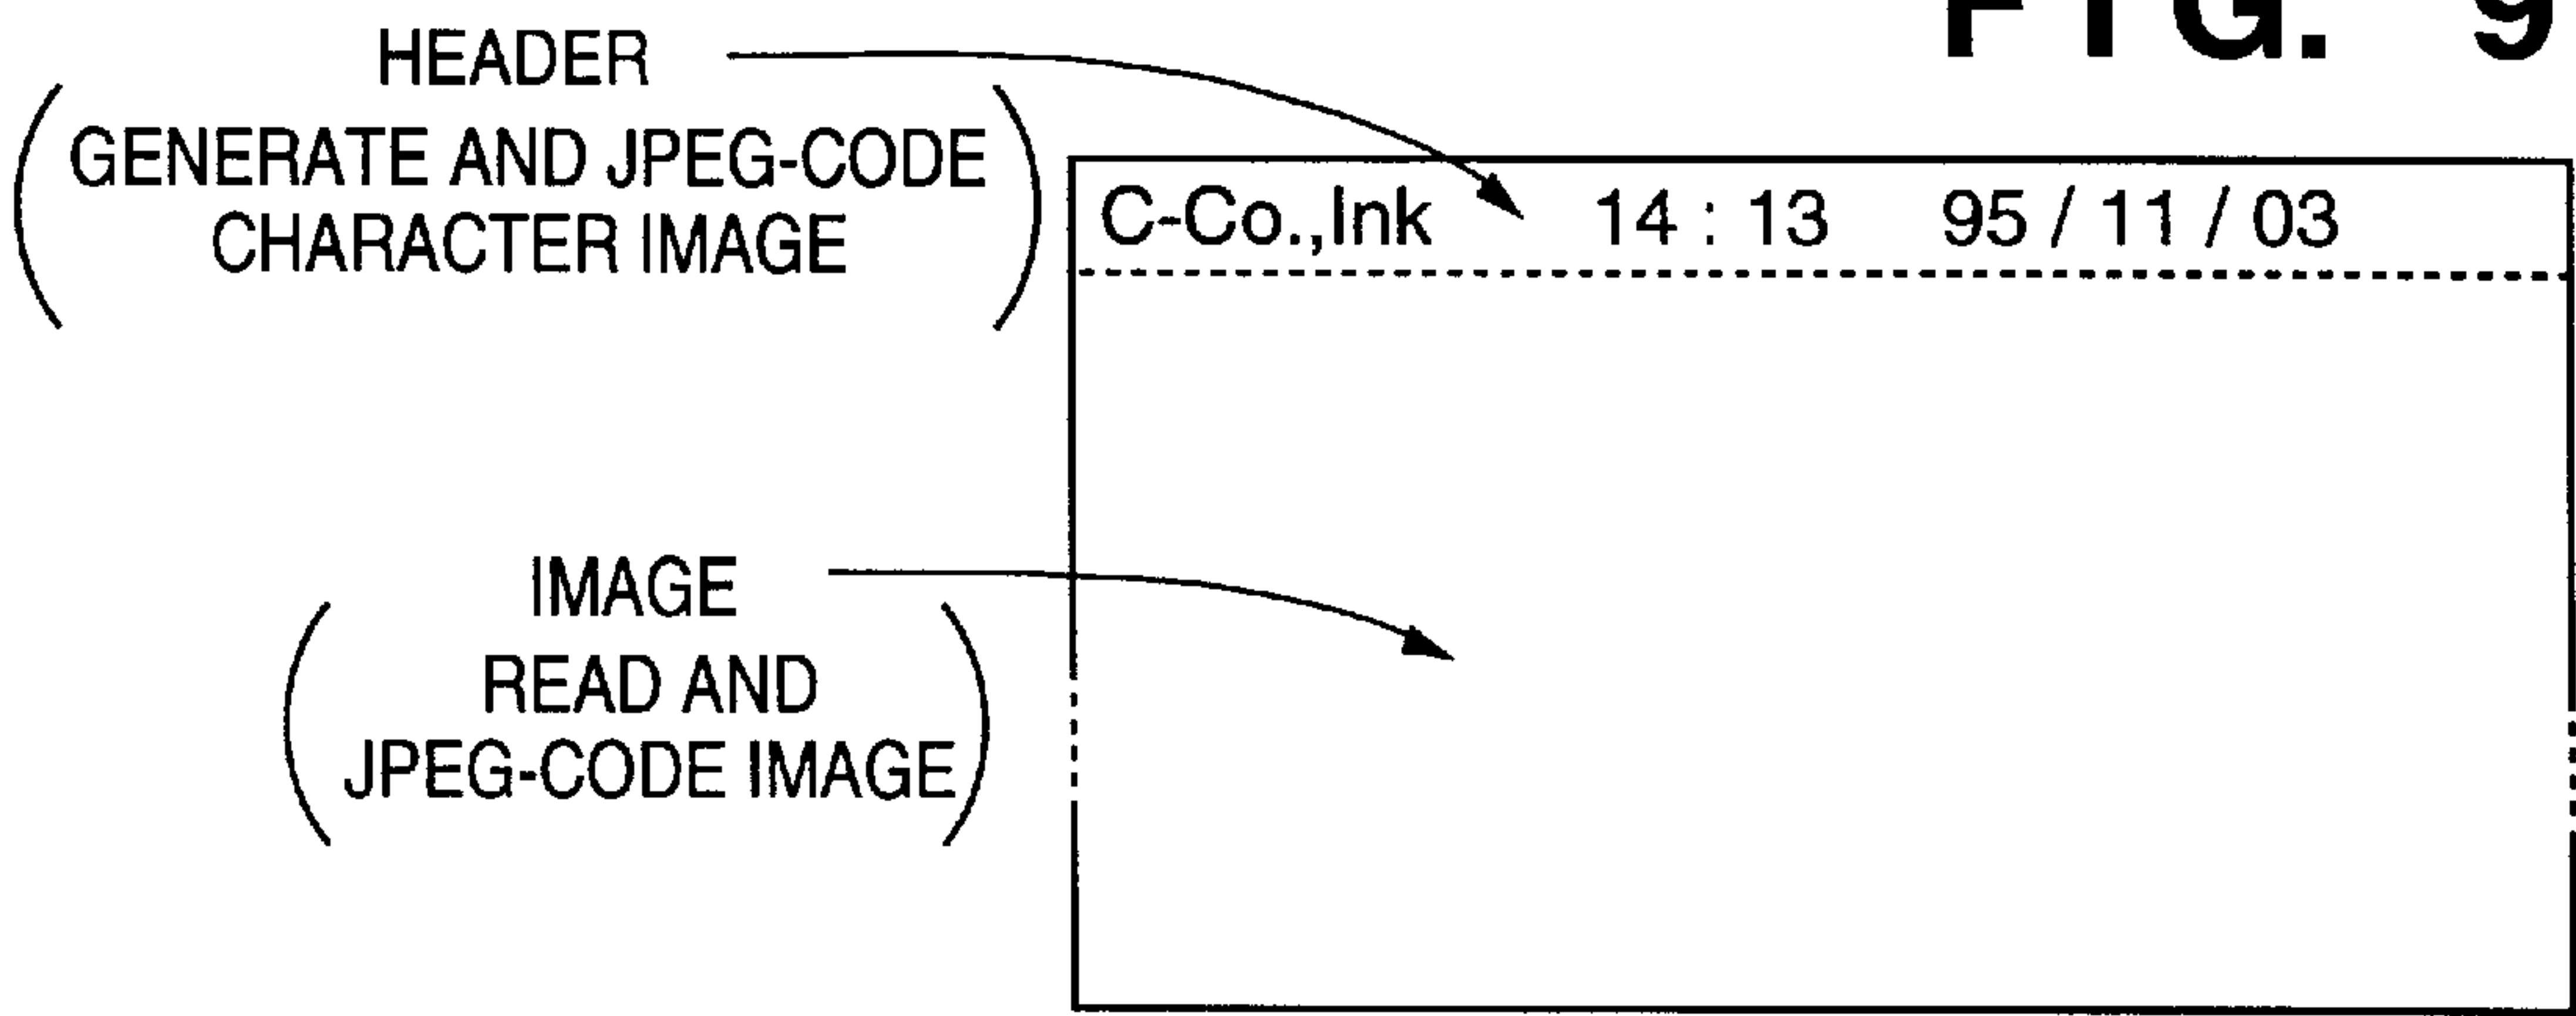 FIG. 9
HEADER
GENERATE AND JPEG-CODE
CHARACTER IMAGE
C-Co.,Ink 14 : 13 95 / 11 / 03
IMAGE
READ AND
JPEG-CODE IMAGE